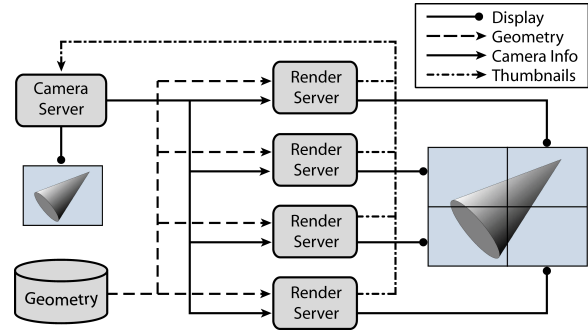 Display
Geometry
Camera Info
Thumbnails
Camera
Server
Render
Server
Render
Server
Render
Server
Render
Server
Geometry